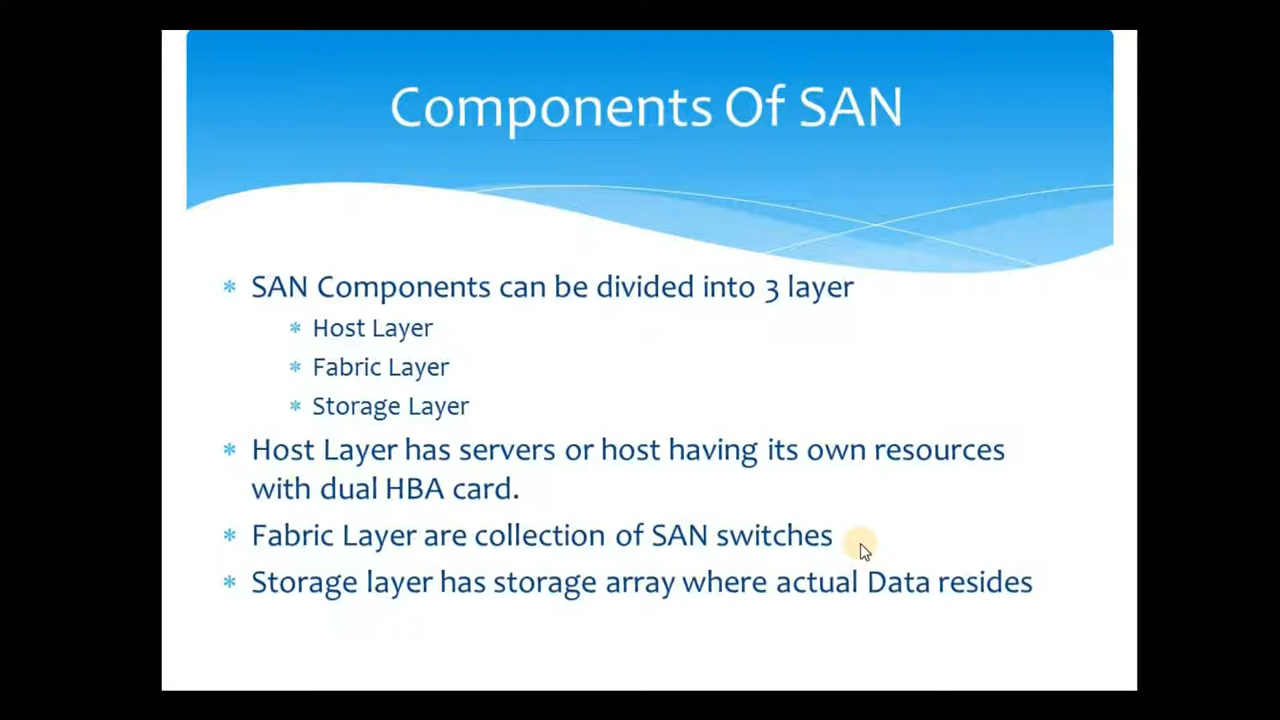 Components Of SAN
* SAN Components can be divided into 3 layer
* Host Layer
* Fabric Layer
* Storage Layer
* Host Layer has servers or host having its own resources
with dual HBA card.
* Fabric Layer are collection of SAN switches
* Storage layer has storage array where actual Data resides